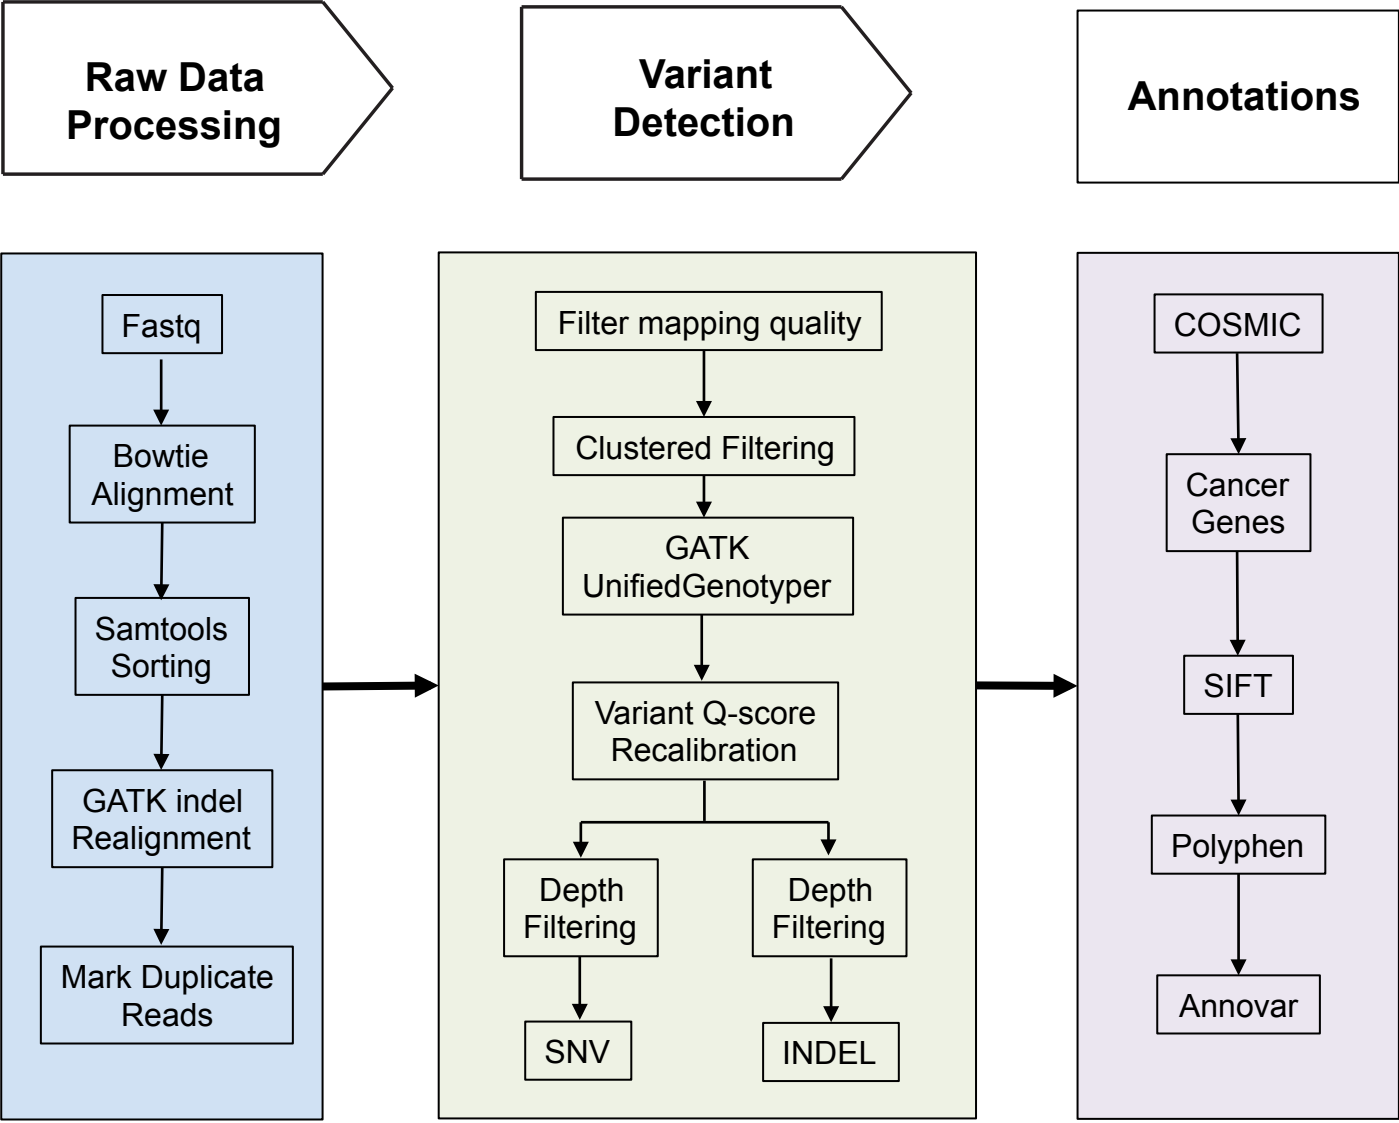 Raw Data
Processing
Variant
Detection
Annotations
Fastq
Bowtie
Alignment
Samtools
Sorting
GATK indel
Realignment
Mark Duplicate
Reads
Filter mapping quality
Clustered Filtering
GATK
UnifiedGenotyper
Variant Q-score
Recalibration
Depth
Filtering
Depth
Filtering
SNV
INDEL
COSMIC
Cancer
Genes
SIFT
Polyphen
Annovar